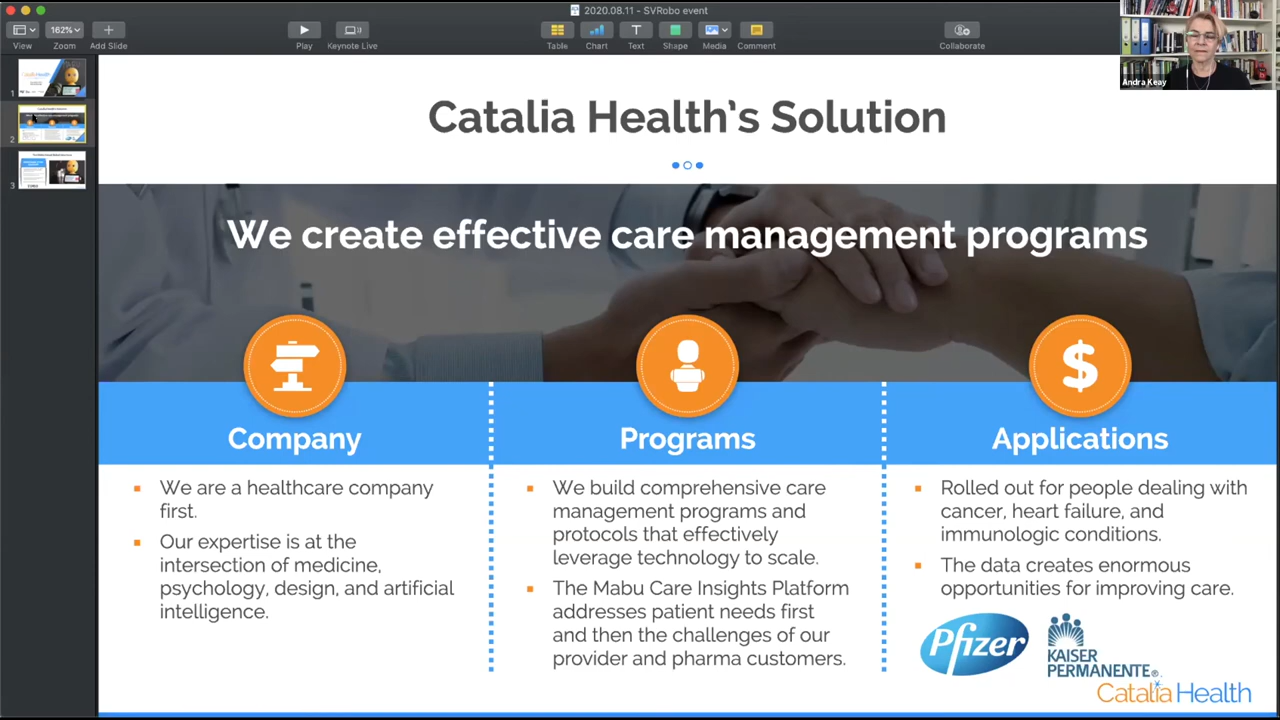 2020.08.11 - SVRobo event
162%
View
Zoom
Add Slide
Play
Keynote Live
Table
Chart
Text
Shape
Media
Comment
Collaborate
Andra Keay
1
2
3
Catalia Health's Solution
We create effective care management programs
Company
We are a healthcare company
first.
Our expertise is at the
intersection of medicine,
psychology, design, and artificial
intelligence.
Programs
We build comprehensive care
management programs and
protocols that effectively
leverage technology to scale.
The Mabu Care Insights Platform
addresses patient needs first
and then the challenges of our
provider and pharma customers.
$
Applications
Rolled out for people dealing with
cancer, heart failure, and
immunologic conditions.
The data creates enormous
opportunities for improving care.
Pfizer
KAISER
PERMANENTE®
Catalia Health